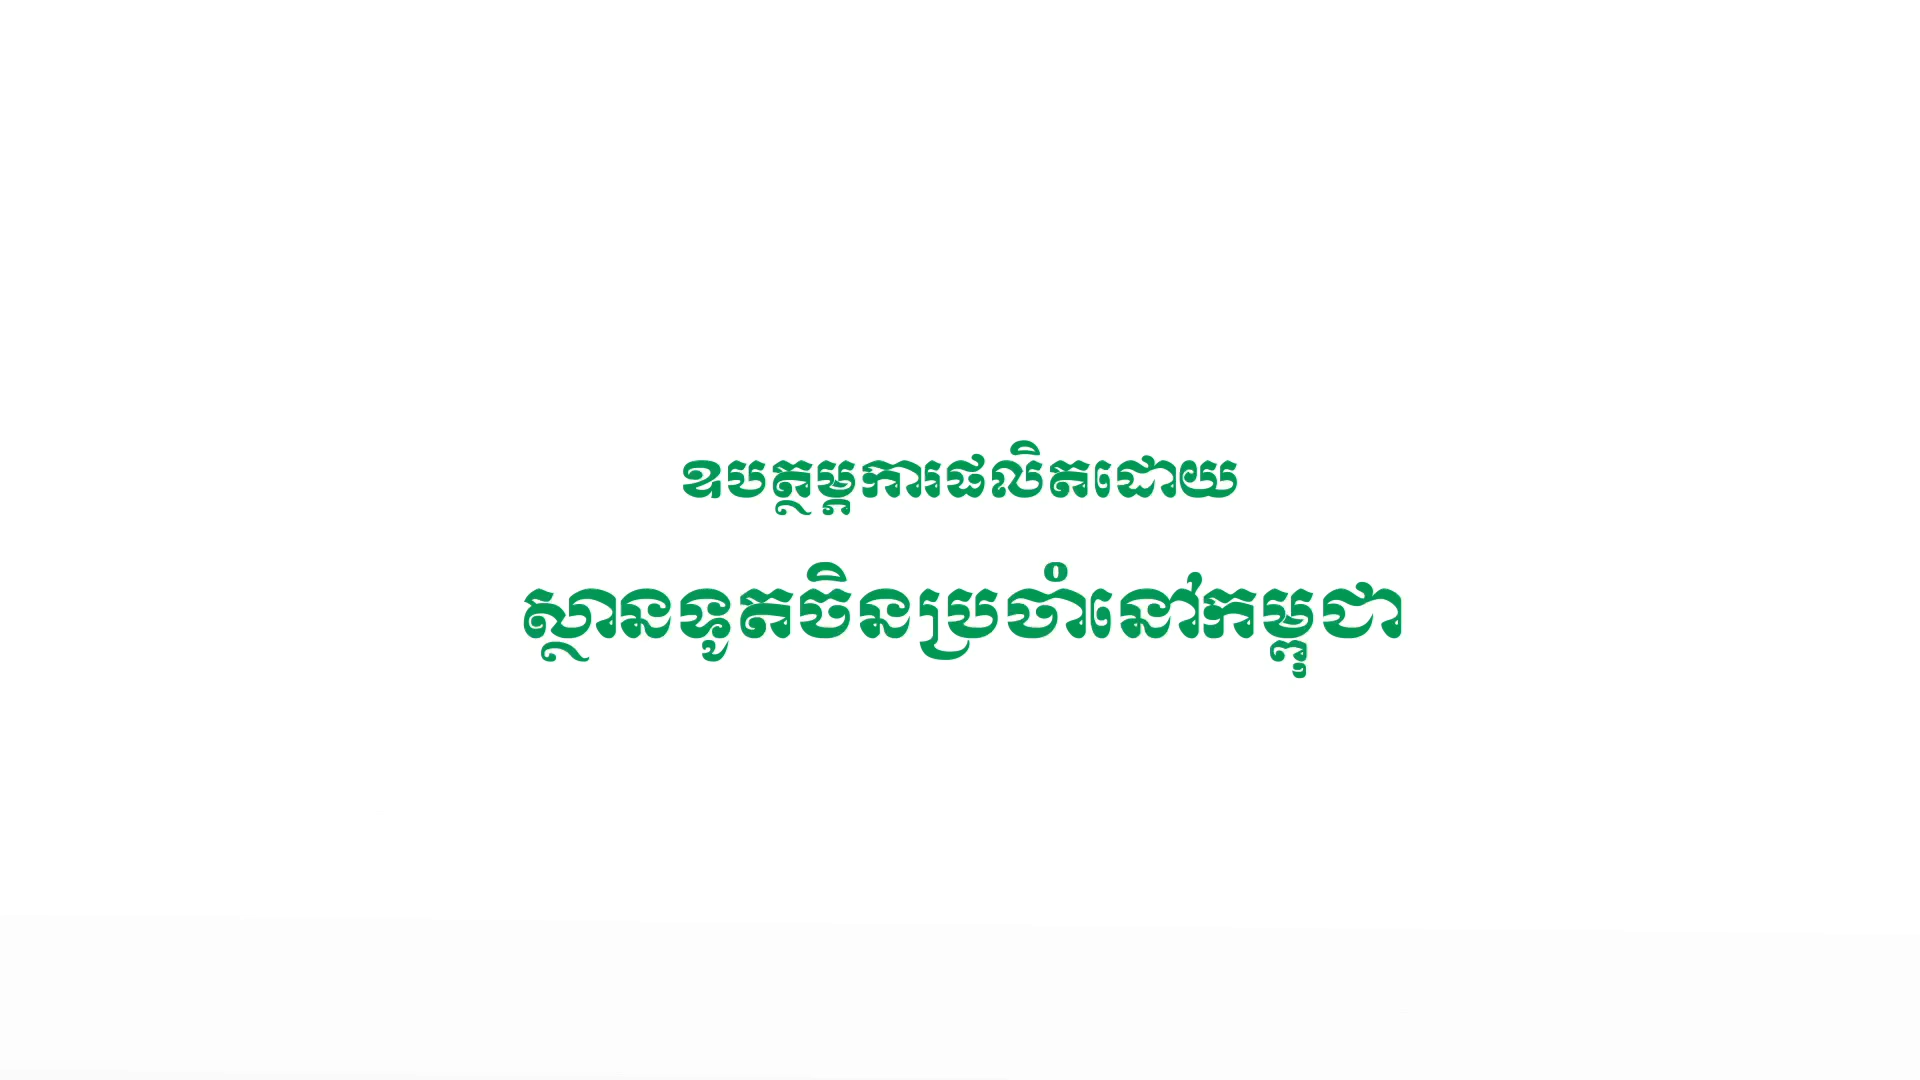 ឧបត្ថម្ភការផលិតដោយ
ស្ថានទូតចិនប្រចាំនៅកម្ពុជា